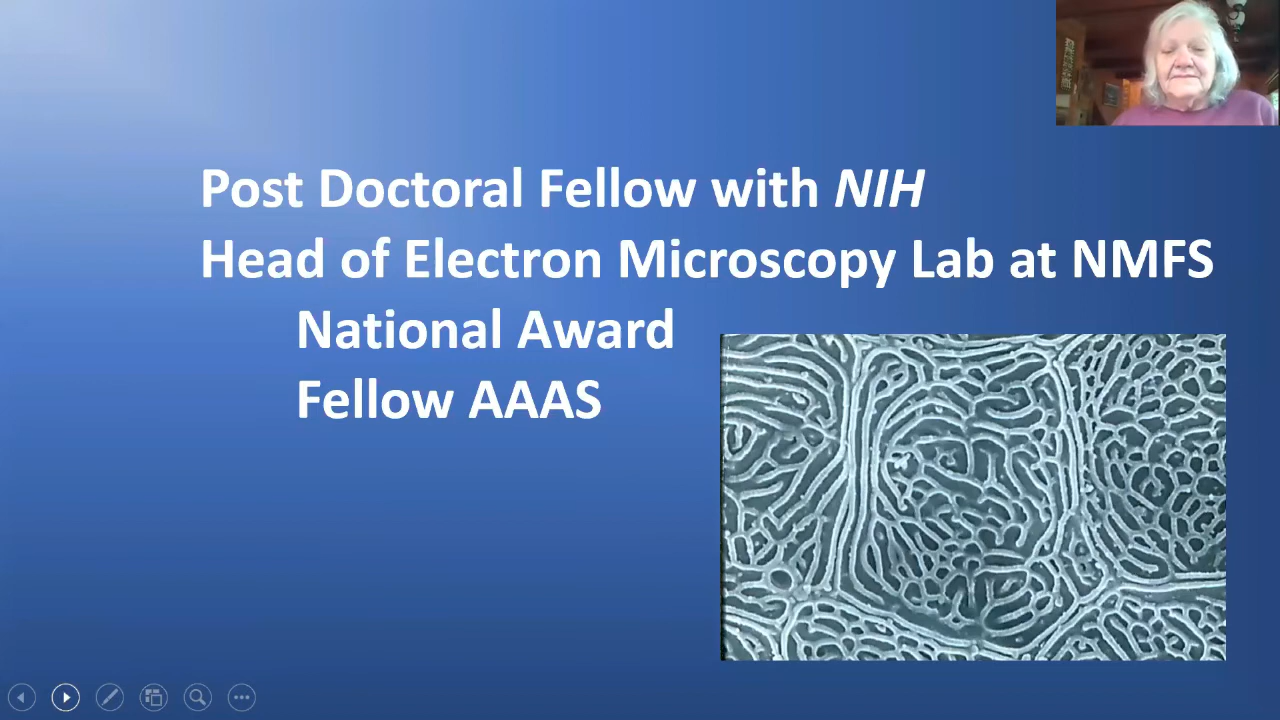 Post Doctoral Fellow with NIH
Head of Electron Microscopy Lab at NMFS
National Award
Fellow AAAS